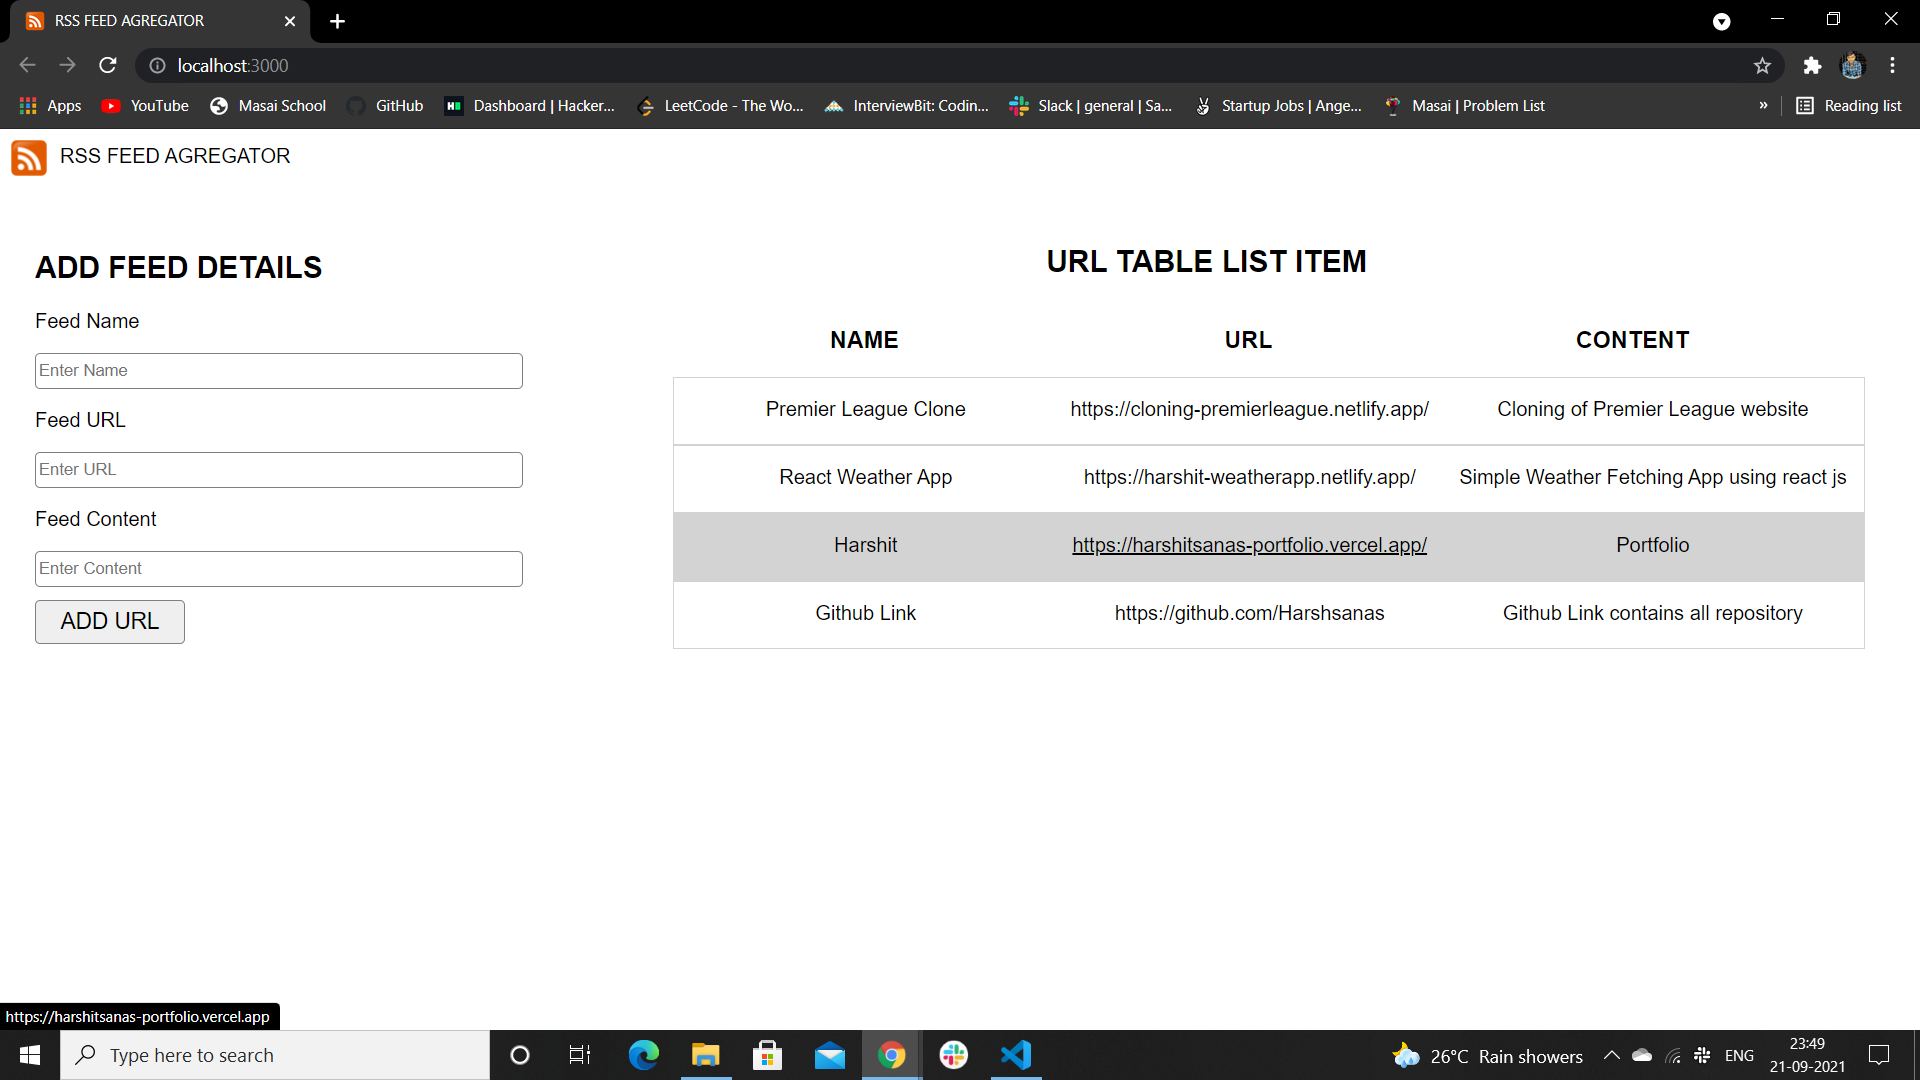 RSS FEED AGREGATOR
localhost:3000
Apps YouTube Masai School GitHub Dashboard | Hacker... LeetCode - The Wo... InterviewBit: Codin... Slack | general | Sa... Startup Jobs | Ange... Masai | Problem List » Reading list
RSS FEED AGREGATOR
ADD FEED DETAILS
Feed Name
Enter Name
Feed URL
Enter URL
Feed Content
Enter Content
ADD URL
URL TABLE LIST ITEM
NAME URL CONTENT
Premier League Clone https://cloning-premierleague.netlify.app/ Cloning of Premier League website
React Weather App https://harshit-weatherapp.netlify.app/ Simple Weather Fetching App using react js
Harshit https://harshitsanas-portfolio.vercel.app/ Portfolio
Github Link https://github.com/Harshsanas Github Link contains all repository
https://harshitsanas-portfolio.vercel.app
Type here to search
26°C Rain showers
ENG
23:49
21-09-2021